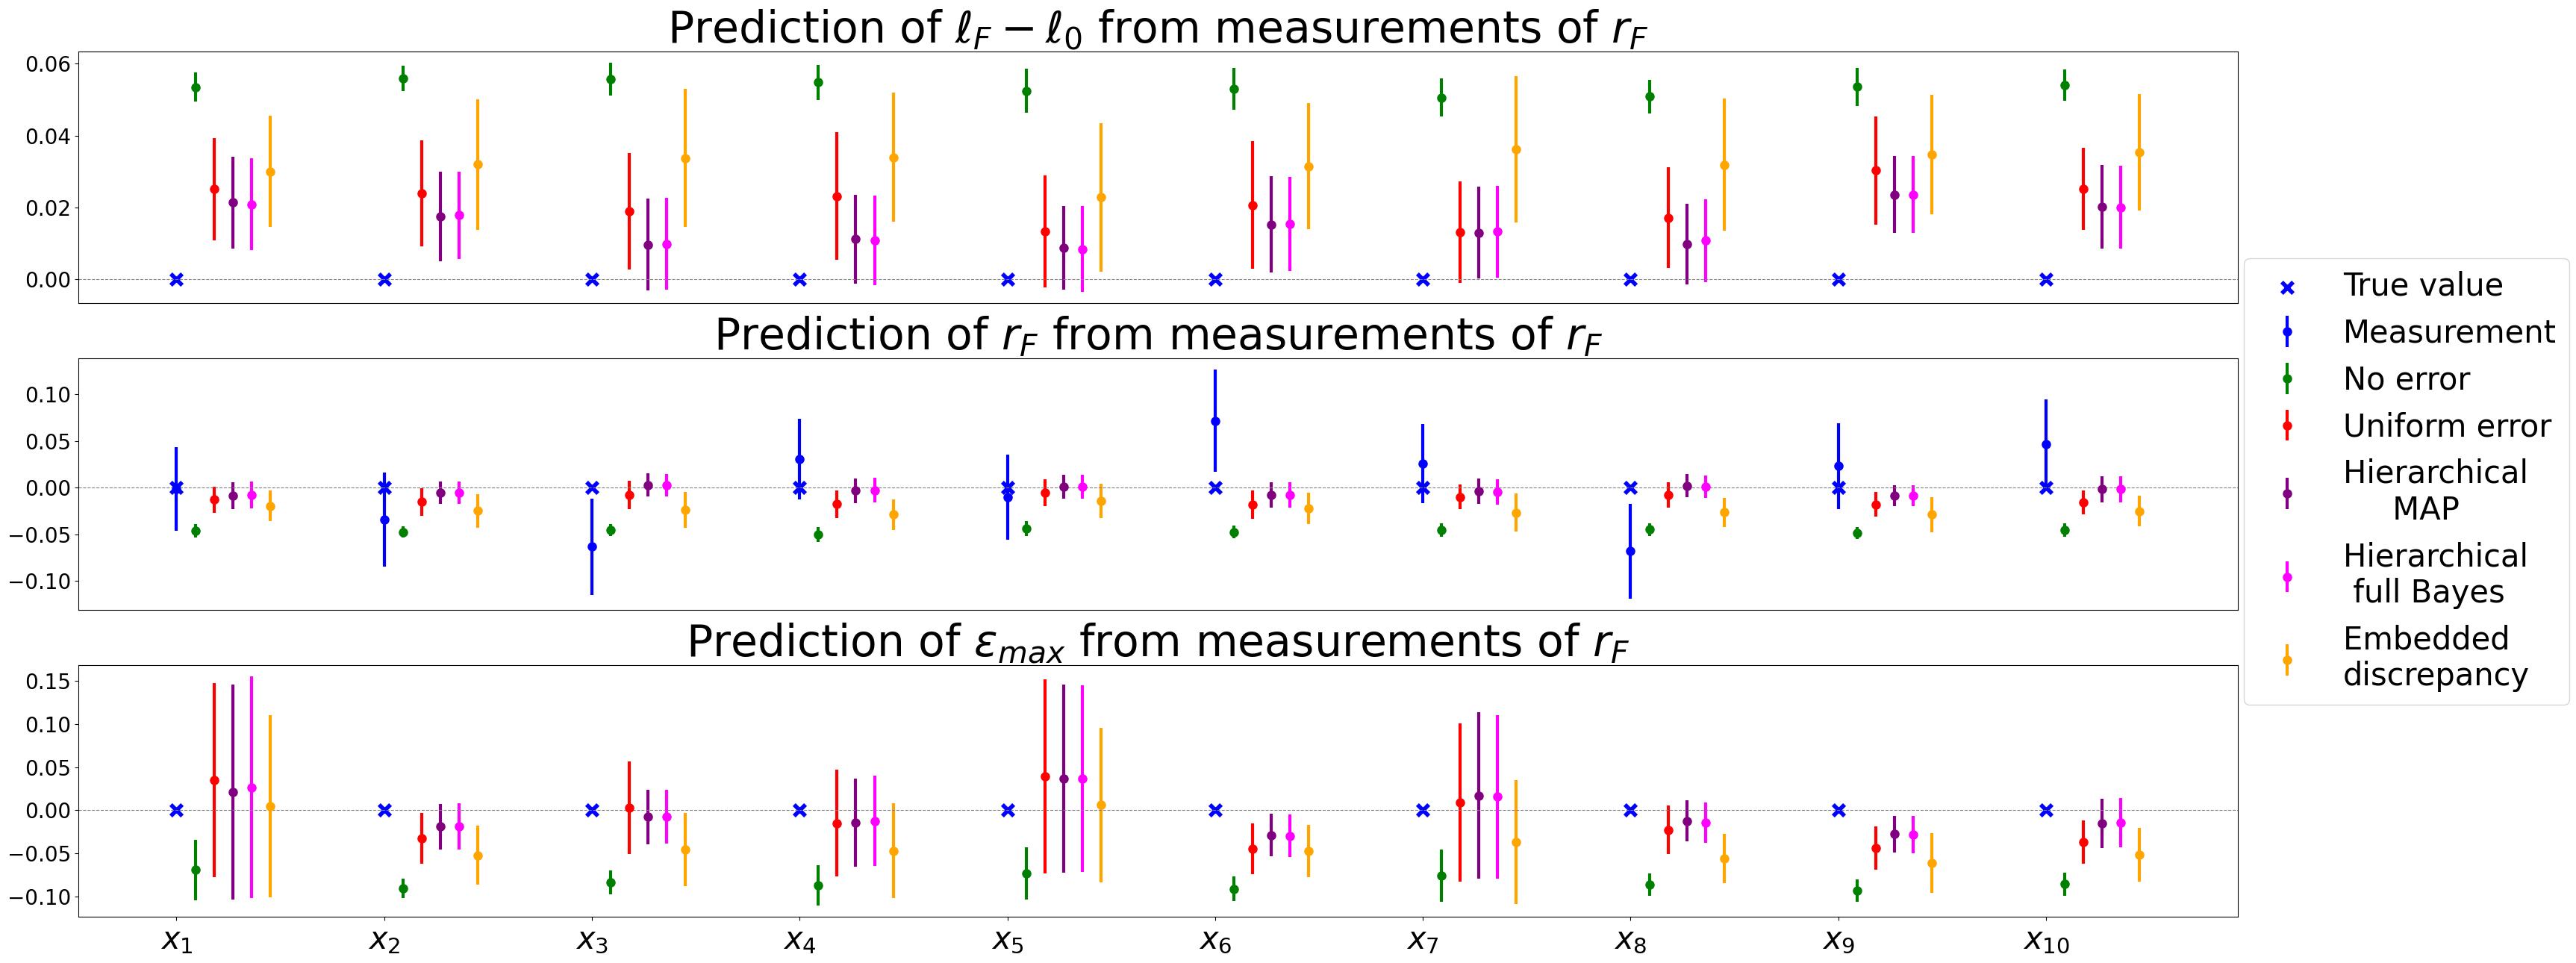 Prediction of ℓ_F − ℓ_0 from measurements of r_F
0.06
0.04
0.02
0.00
Prediction of r_F from measurements of r_F
0.10
0.05
0.00
−0.05
−0.10
Prediction of ε_max from measurements of r_F
0.15
0.10
0.05
0.00
−0.05
−0.10
x_1 x_2 x_3 x_4 x_5 x_6 x_7 x_8 x_9 x_10
True value
Measurement
No error
Uniform error
Hierarchical
MAP
Hierarchical
full Bayes
Embedded
discrepancy